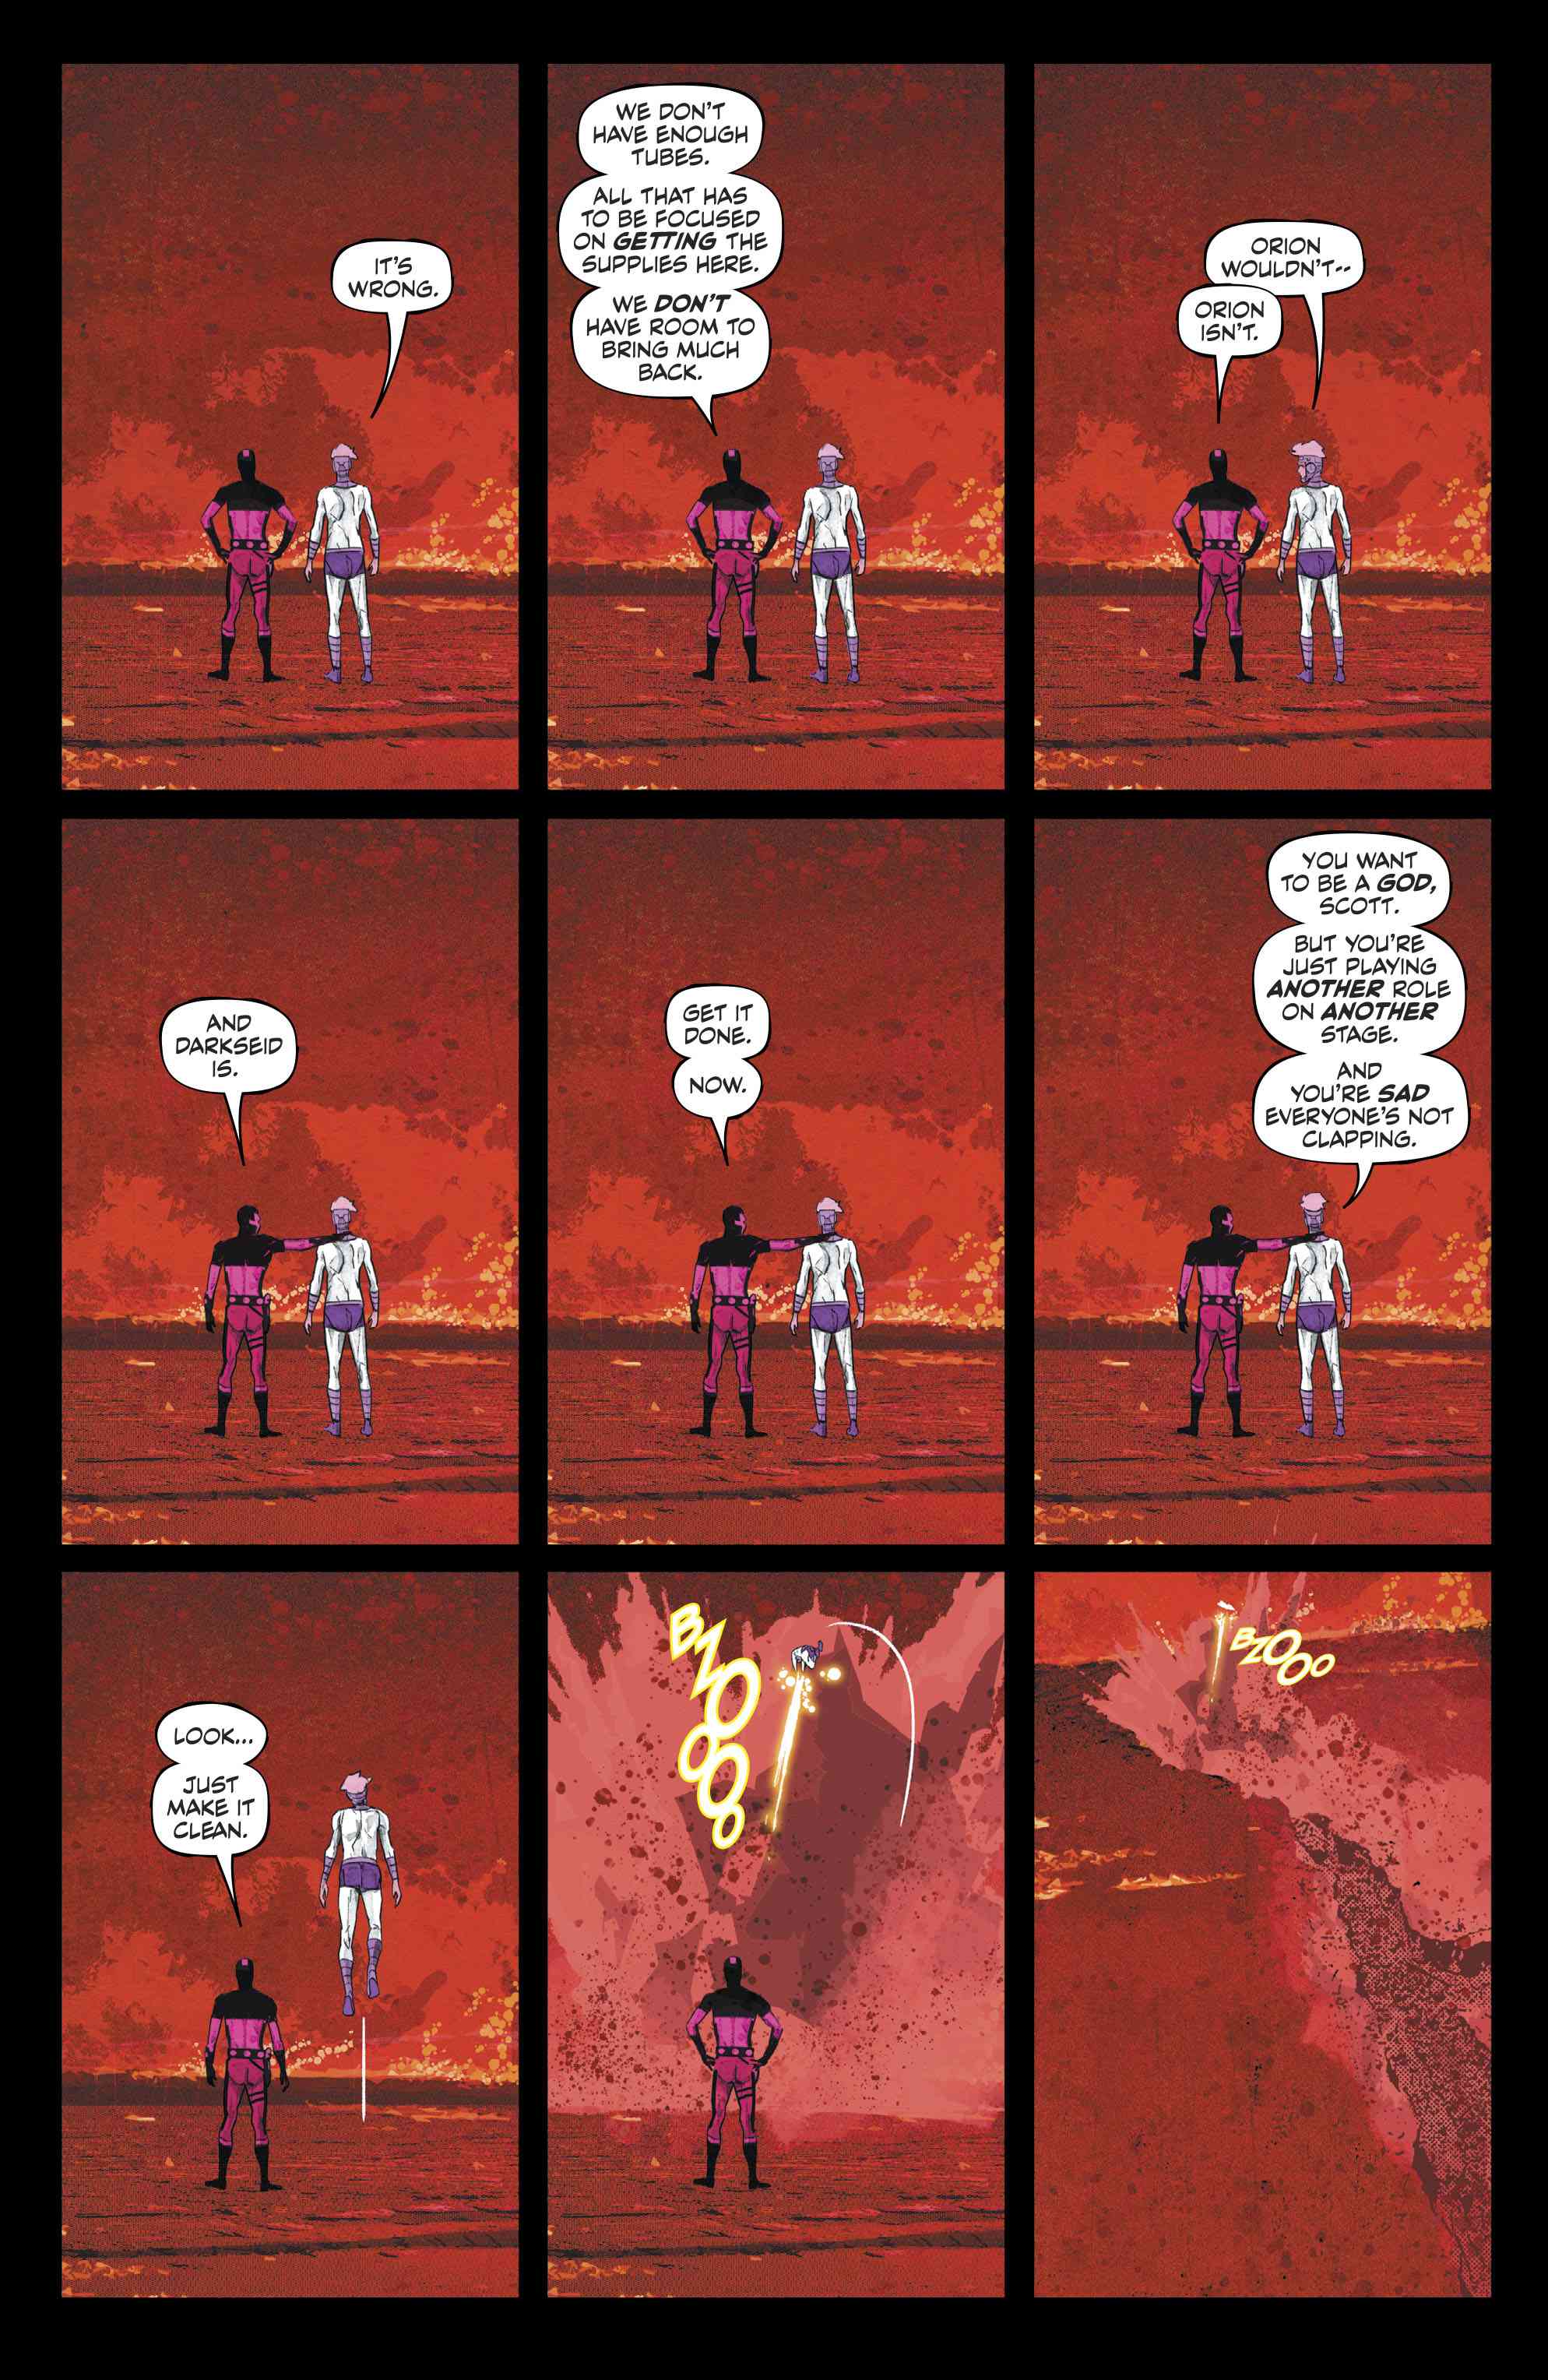 IT'S
WRONG.
WE DON'T
HAVE ENOUGH
TUBES.
ALL THAT HAS
TO BE FOCUSED
ON GETTING THE
SUPPLIES HERE.
WE DON'T
HAVE ROOM TO
BRING MUCH
BACK.
ORION
WOULDN'T--
ORION
ISN'T.
AND
DARKSEID
IS.
GET IT
DONE.
NOW.
YOU WANT
TO BE A GOD,
SCOTT.
BUT YOU'RE
JUST PLAYING
ANOTHER ROLE
ON ANOTHER
STAGE.
AND
YOU'RE SAD
EVERYONE'S NOT
CLAPPING.
LOOK...
JUST
MAKE IT
CLEAN.
BZOOOOO
BZOOOO